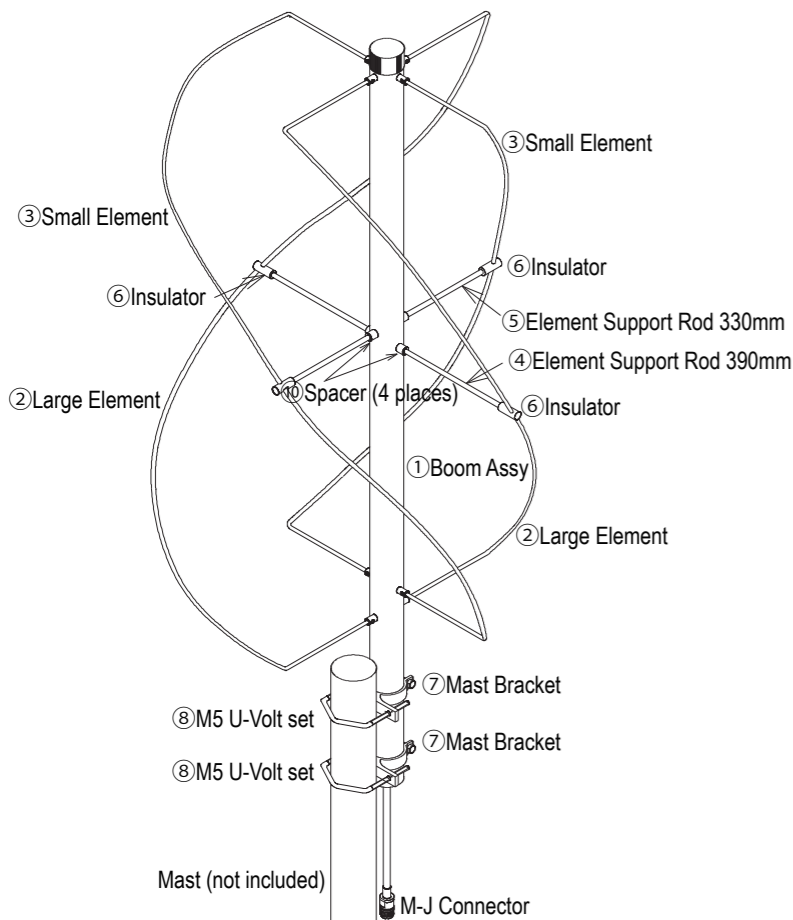 ③Small Element
③Small Element
⑥Insulator
⑥Insulator
⑤Element Support Rod 330mm
④Element Support Rod 390mm
②Large Element
⑩Spacer (4 places)
⑥Insulator
①Boom Assy
②Large Element
⑦Mast Bracket
⑧M5 U-Volt set
⑦Mast Bracket
⑧M5 U-Volt set
Mast (not included)
M-J Connector